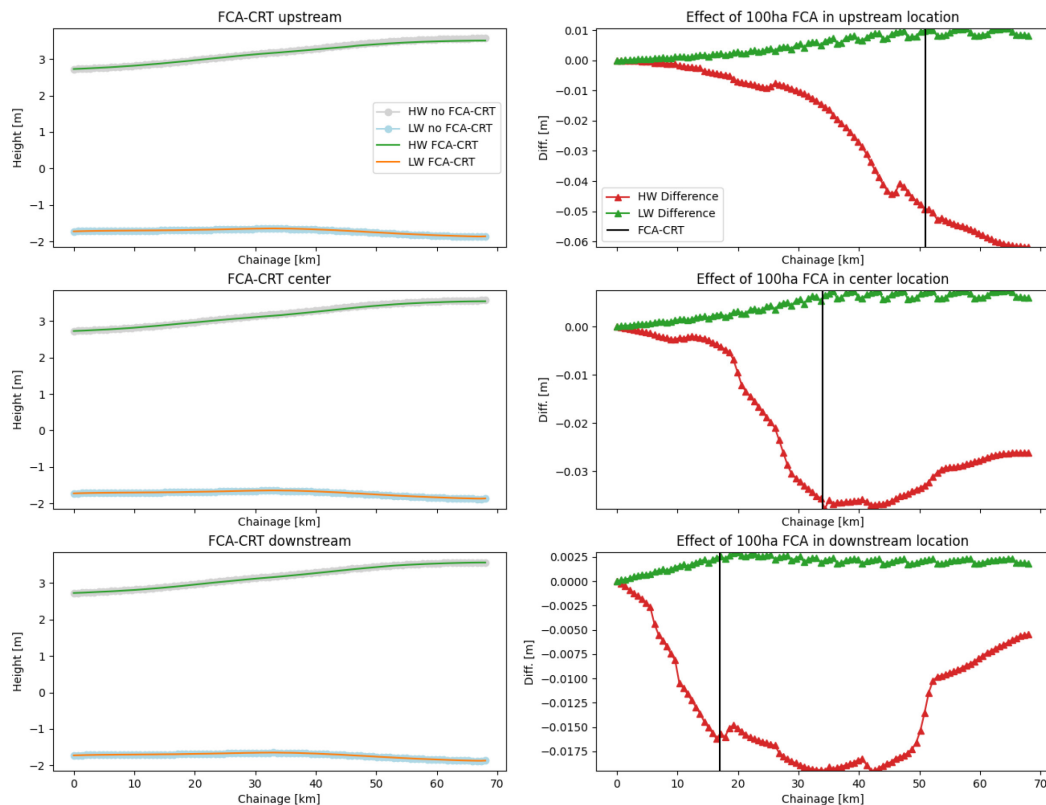 FCA-CRT upstream
Height [m]
3
2
1
0
−1
−2
HW no FCA-CRT
LW no FCA-CRT
HW FCA-CRT
LW FCA-CRT
Chainage [km]
Effect of 100ha FCA in upstream location
Diff. [m]
0.01
0.00
−0.01
−0.02
−0.03
−0.04
−0.05
−0.06
HW Difference
LW Difference
FCA-CRT
Chainage [km]
FCA-CRT center
Height [m]
3
2
1
0
−1
−2
Chainage [km]
Effect of 100ha FCA in center location
Diff. [m]
0.00
−0.01
−0.02
−0.03
Chainage [km]
FCA-CRT downstream
Height [m]
3
2
1
0
−1
−2
0 10 20 30 40 50 60 70
Chainage [km]
Effect of 100ha FCA in downstream location
Diff. [m]
0.0025
0.0000
−0.0025
−0.0050
−0.0075
−0.0100
−0.0125
−0.0150
−0.0175
0 10 20 30 40 50 60 70
Chainage [km]